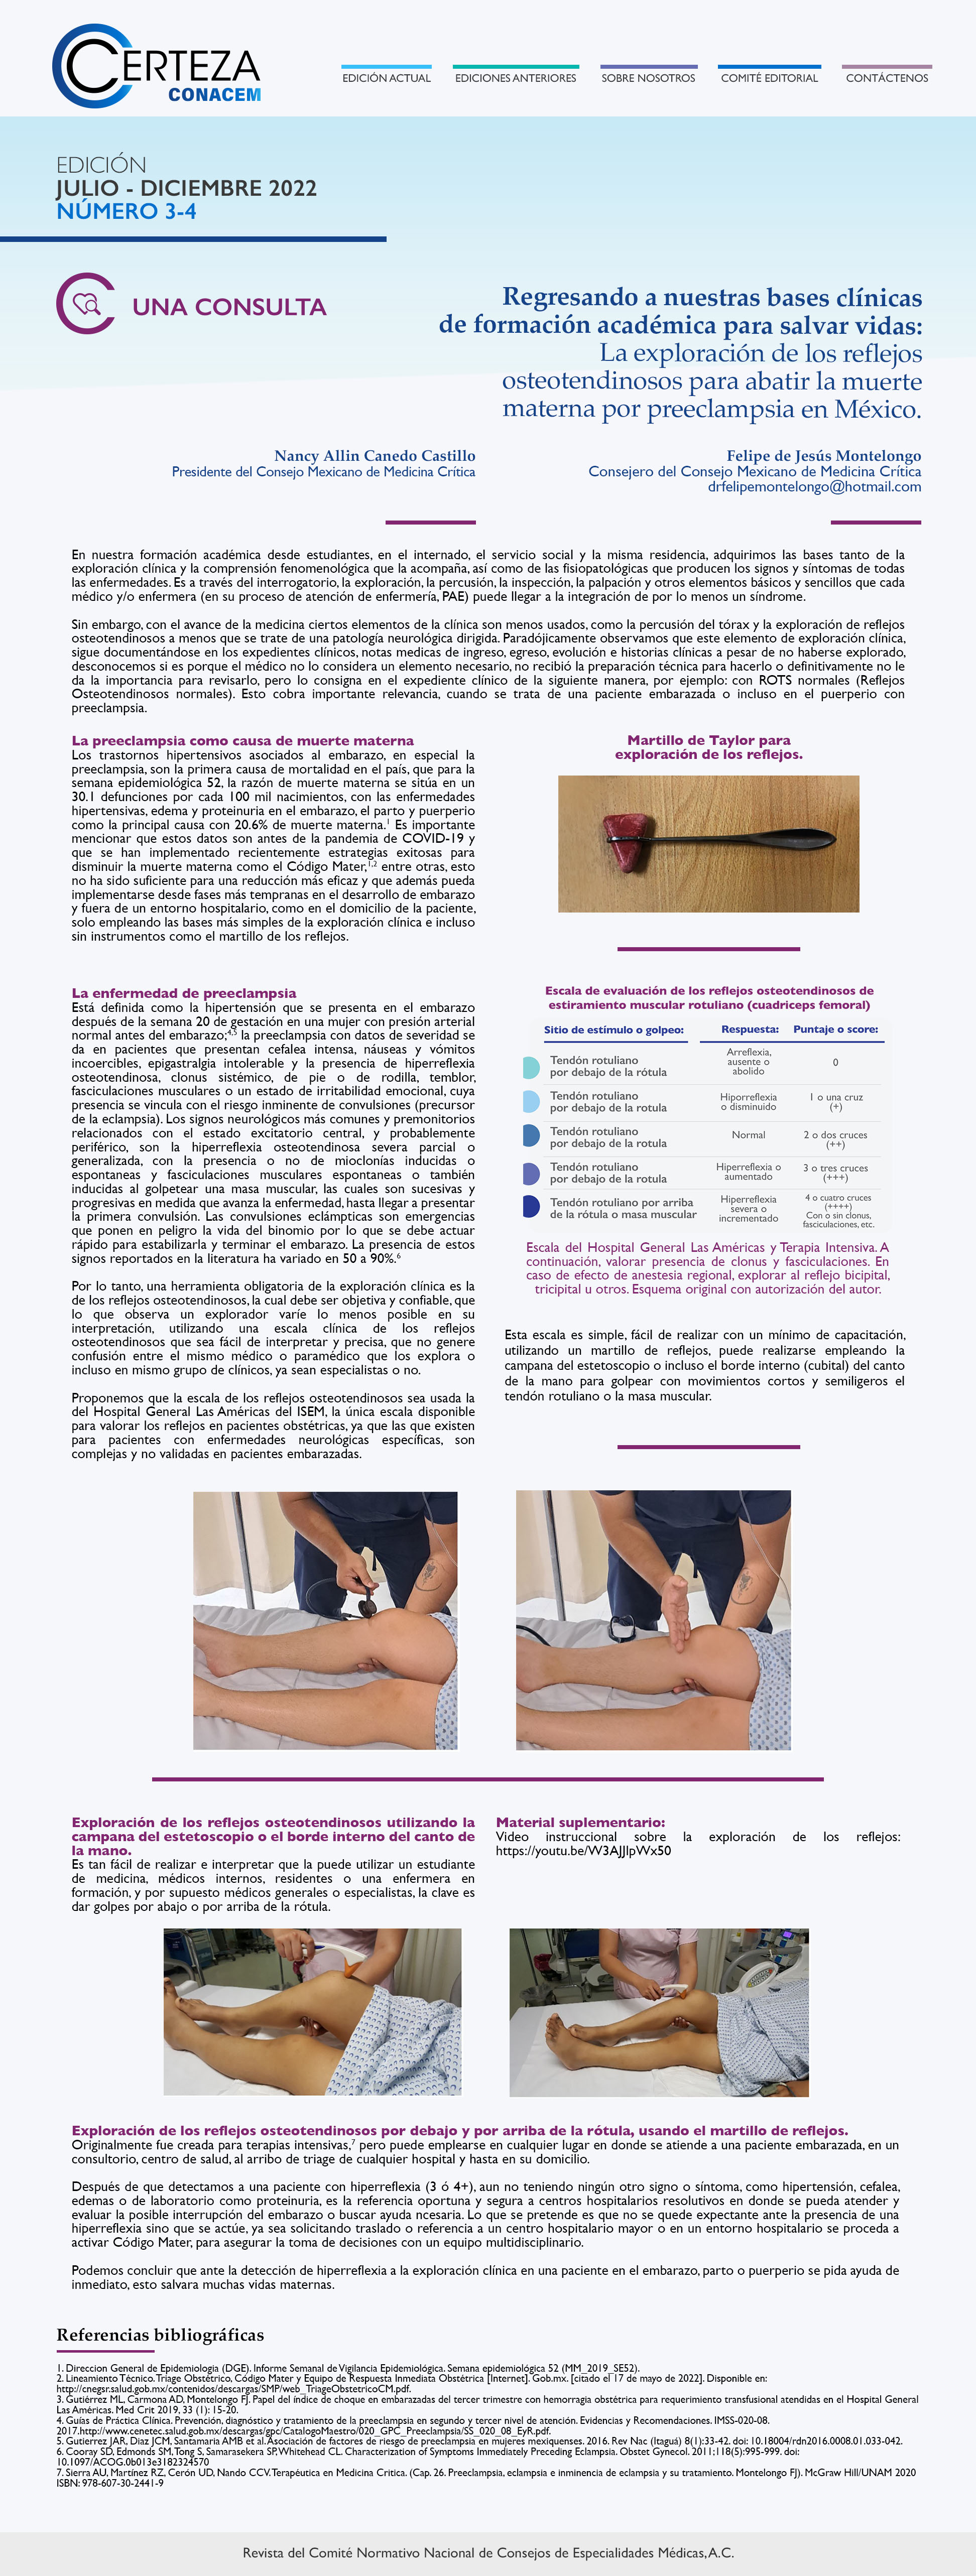 CERTEZA
CONACEM
EDICIÓN ACTUAL
EDICIONES ANTERIORES
SOBRE NOSOTROS
COMITÉ EDITORIAL
CONTÁCTENOS
EDICIÓN
JULIO - DICIEMBRE 2022
NÚMERO 3-4
UNA CONSULTA
Regresando a nuestras bases clínicas
de formación académica para salvar vidas:
La exploración de los reflejos
osteotendinosos para abatir la muerte
materna por preeclampsia en México.
Nancy Allin Canedo Castillo
Presidente del Consejo Mexicano de Medicina Crítica
Felipe de Jesús Montelongo
Consejero del Consejo Mexicano de Medicina Crítica
drfelipemontelongo@hotmail.com
En nuestra formación académica desde estudiantes, en el internado, el servicio social y la misma residencia, adquirimos las bases tanto de la
exploración clínica y la comprensión fenomenológica que la acompaña, así como de las fisiopatológicas que producen los signos y síntomas de todas
las enfermedades. Es a través del interrogatorio, la exploración, la percusión, la inspección, la palpación y otros elementos básicos y sencillos que cada
médico y/o enfermera (en su proceso de atención de enfermería, PAE) puede llegar a la integración de por lo menos un síndrome.
Sin embargo, con el avance de la medicina ciertos elementos de la clínica son menos usados, como la percusión del tórax y la exploración de reflejos
osteotendinosos a menos que se trate de una patología neurológica dirigida. Paradójicamente observamos que este elemento de exploración clínica,
sigue documentándose en los expedientes clínicos, notas medicas de ingreso, egreso, evolución e historias clínicas a pesar de no haberse explorado,
desconocemos si es porque el médico no lo considera un elemento necesario, no recibió la preparación técnica para hacerlo o definitivamente no le
da la importancia para revisarlo, pero lo consigna en el expediente clínico de la siguiente manera, por ejemplo: con ROTS normales (Reflejos
Osteotendinosos normales). Esto cobra importante relevancia, cuando se trata de una paciente embarazada o incluso en el puerperio con
preeclampsia.
La preeclampsia como causa de muerte materna
Los trastornos hipertensivos asociados al embarazo, en especial la
preeclampsia, son la primera causa de mortalidad en el país, que para la
semana epidemiológica 52, la razón de muerte materna se sitúa en un
30.1 defunciones por cada 100 mil nacimientos, con las enfermedades
hipertensivas, edema y proteinuria en el embarazo, el parto y puerperio
como la principal causa con 20.6% de muerte materna.1 Es importante
mencionar que estos datos son antes de la pandemia de COVID-19 y
que se han implementado recientemente estrategias exitosas para
disminuir la muerte materna como el Código Mater,1,2 entre otras, esto
no ha sido suficiente para una reducción más eficaz y que además pueda
implementarse desde fases más tempranas en el desarrollo de embarazo
y fuera de un entorno hospitalario, como en el domicilio de la paciente,
solo empleando las bases más simples de la exploración clínica e incluso
sin instrumentos como el martillo de los reflejos.
Martillo de Taylor para
exploración de los reflejos.
La enfermedad de preeclampsia
Está definida como la hipertensión que se presenta en el embarazo
después de la semana 20 de gestación en una mujer con presión arterial
normal antes del embarazo;4,5 la preeclampsia con datos de severidad se
da en pacientes que presentan cefalea intensa, náuseas y vómitos
incoercibles, epigastralgia intolerable y la presencia de hiperreflexia
osteotendinosa, clonus sistémico, de pie o de rodilla, temblor,
fasciculaciones musculares o un estado de irritabilidad emocional, cuya
presencia se vincula con el riesgo inminente de convulsiones (precursor
de la eclampsia). Los signos neurológicos más comunes y premonitorios
relacionados con el estado excitatorio central, y probablemente
periférico, son la hiperreflexia osteotendinosa severa parcial o
generalizada, con la presencia o no de mioclonías inducidas o
espontaneas y fasciculaciones musculares espontaneas o también
inducidas al golpetear una masa muscular, las cuales son sucesivas y
progresivas en medida que avanza la enfermedad, hasta llegar a presentar
la primera convulsión. Las convulsiones eclámpticas son emergencias
que ponen en peligro la vida del binomio por lo que se debe actuar
rápido para estabilizarla y terminar el embarazo. La presencia de estos
signos reportados en la literatura ha variado en 50 a 90%.6
Por lo tanto, una herramienta obligatoria de la exploración clínica es la
de los reflejos osteotendinosos, la cual debe ser objetiva y confiable, que
lo que observa un explorador varíe lo menos posible en su
interpretación, utilizando una escala clínica de los reflejos
osteotendinosos que sea fácil de interpretar y precisa, que no genere
confusión entre el mismo médico o paramédico que los explora o
incluso en mismo grupo de clínicos, ya sean especialistas o no.
Proponemos que la escala de los reflejos osteotendinosos sea usada la
del Hospital General Las Américas del ISEM, la única escala disponible
para valorar los reflejos en pacientes obstétricas, ya que las que existen
para pacientes con enfermedades neurológicas específicas, son
complejas y no validadas en pacientes embarazadas.
Escala de evaluación de los reflejos osteotendinosos de
estiramiento muscular rotuliano (cuadriceps femoral)
Sitio de estímulo o golpeo: Respuesta: Puntaje o score:
Tendón rotuliano
por debajo de la rótula
Arreflexia,
ausente o
abolido
0
Tendón rotuliano
por debajo de la rotula
Hiporreflexia
o disminuido
1 o una cruz
(+)
Tendón rotuliano
por debajo de la rotula
Normal
2 o dos cruces
(++)
Tendón rotuliano
por debajo de la rotula
Hiperreflexia o
aumentado
3 o tres cruces
(+++)
Tendón rotuliano por arriba
de la rótula o masa muscular
Hiperreflexia
severa o
incrementado
4 o cuatro cruces
(++++)
Con o sin clonus,
fasciculaciones, etc.
Escala del Hospital General Las Américas y Terapia Intensiva. A
continuación, valorar presencia de clonus y fasciculaciones. En
caso de efecto de anestesia regional, explorar al reflejo bicipital,
tricipital u otros. Esquema original con autorización del autor.
Esta escala es simple, fácil de realizar con un mínimo de capacitación,
utilizando un martillo de reflejos, puede realizarse empleando la
campana del estetoscopio o incluso el borde interno (cubital) del canto
de la mano para golpear con movimientos cortos y semiligeros el
tendón rotuliano o la masa muscular.
Exploración de los reflejos osteotendinosos utilizando la
campana del estetoscopio o el borde interno del canto de
la mano.
Es tan fácil de realizar e interpretar que la puede utilizar un estudiante
de medicina, médicos internos, residentes o una enfermera en
formación, y por supuesto médicos generales o especialistas, la clave es
dar golpes por abajo o por arriba de la rótula.
Material suplementario:
Video instruccional sobre la exploración de los reflejos:
https://youtu.be/W3AJJlpWx50
Exploración de los reflejos osteotendinosos por debajo y por arriba de la rótula, usando el martillo de reflejos.
Originalmente fue creada para terapias intensivas,7 pero puede emplearse en cualquier lugar en donde se atiende a una paciente embarazada, en un
consultorio, centro de salud, al arribo de triage de cualquier hospital y hasta en su domicilio.
Después de que detectamos a una paciente con hiperreflexia (3 ó 4+), aun no teniendo ningún otro signo o síntoma, como hipertensión, cefalea,
edemas o de laboratorio como proteinuria, es la referencia oportuna y segura a centros hospitalarios resolutivos en donde se pueda atender y
evaluar la posible interrupción del embarazo o buscar ayuda ncesaria. Lo que se pretende es que no se quede expectante ante la presencia de una
hiperreflexia sino que se actúe, ya sea solicitando traslado o referencia a un centro hospitalario mayor o en un entorno hospitalario se proceda a
activar Código Mater, para asegurar la toma de decisiones con un equipo multidisciplinario.
Podemos concluir que ante la detección de hiperreflexia a la exploración clínica en una paciente en el embarazo, parto o puerperio se pida ayuda de
inmediato, esto salvara muchas vidas maternas.
Referencias bibliográficas
1. Direccion General de Epidemiologia (DGE). Informe Semanal de Vigilancia Epidemiológica. Semana epidemiológica 52 (MM_2019_SE52).
2. Lineamiento Técnico. Triage Obstétrico, Código Mater y Equipo de Respuesta Inmediata Obstétrica [Internet]. Gob.mx. [citado el 17 de mayo de 2022]. Disponible en:
http://cnegsr.salud.gob.mx/contenidos/descargas/SMP/web_TriageObstetricoCM.pdf.
3. Gutiérrez ML, Carmona AD, Montelongo FJ. Papel del índice de choque en embarazadas del tercer trimestre con hemorragia obstétrica para requerimiento transfusional atendidas en el Hospital General
Las Américas. Med Crit 2019, 33 (1): 15-20.
4. Guías de Práctica Clínica. Prevención, diagnóstico y tratamiento de la preeclampsia en segundo y tercer nivel de atención. Evidencias y Recomendaciones. IMSS-020-08.
2017.http://www.cenetec.salud.gob.mx/descargas/gpc/CatalogoMaestro/020_GPC_Preeclampsia/SS_020_08_EyR.pdf.
5. Gutierrez JAR, Diaz JCM, Santamaria AMB et al. Asociación de factores de riesgo de preeclampsia en mujeres mexiquenses. 2016. Rev Nac (Itaguá) 8(1):33-42. doi: 10.18004/rdn2016.0008.01.033-042.
6. Cooray SD, Edmonds SM, Tong S, Samarasekera SP, Whitehead CL. Characterization of Symptoms Immediately Preceding Eclampsia. Obstet Gynecol. 2011;118(5):995-999. doi:
10.1097/ACOG.0b013e3182324570
7. Sierra AU, Martínez RZ, Cerón UD, Nando CCV. Terapéutica en Medicina Critica. (Cap. 26. Preeclampsia, eclampsia e inminencia de eclampsia y su tratamiento. Montelongo FJ). McGraw Hill/UNAM 2020
ISBN: 978-607-30-2441-9
Revista del Comité Normativo Nacional de Consejos de Especialidades Médicas, A.C.